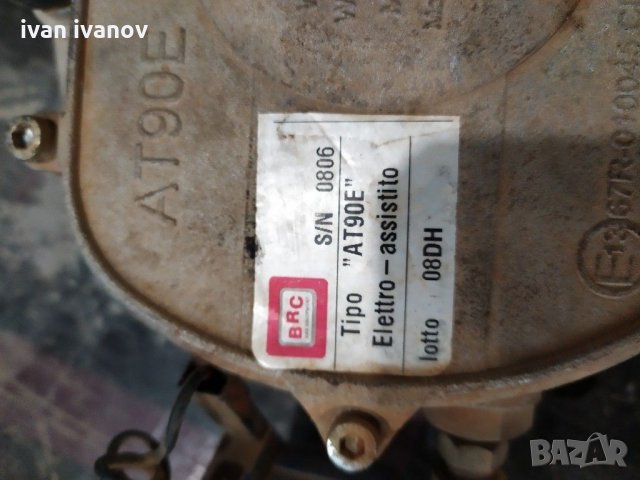 ivan ivanov
AT90E
BRC
S/N 0806
Tipo "AT90E"
Elettro-assistito
lotto 08DH
BAZAR